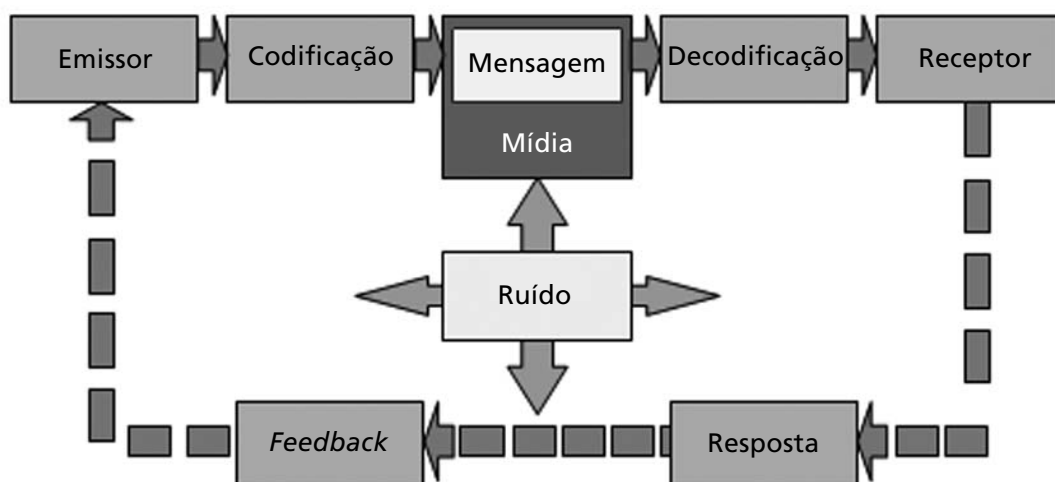 Emissor
Codificação
Mensagem
Mídia
Decodificação
Receptor
Ruído
Feedback
Resposta